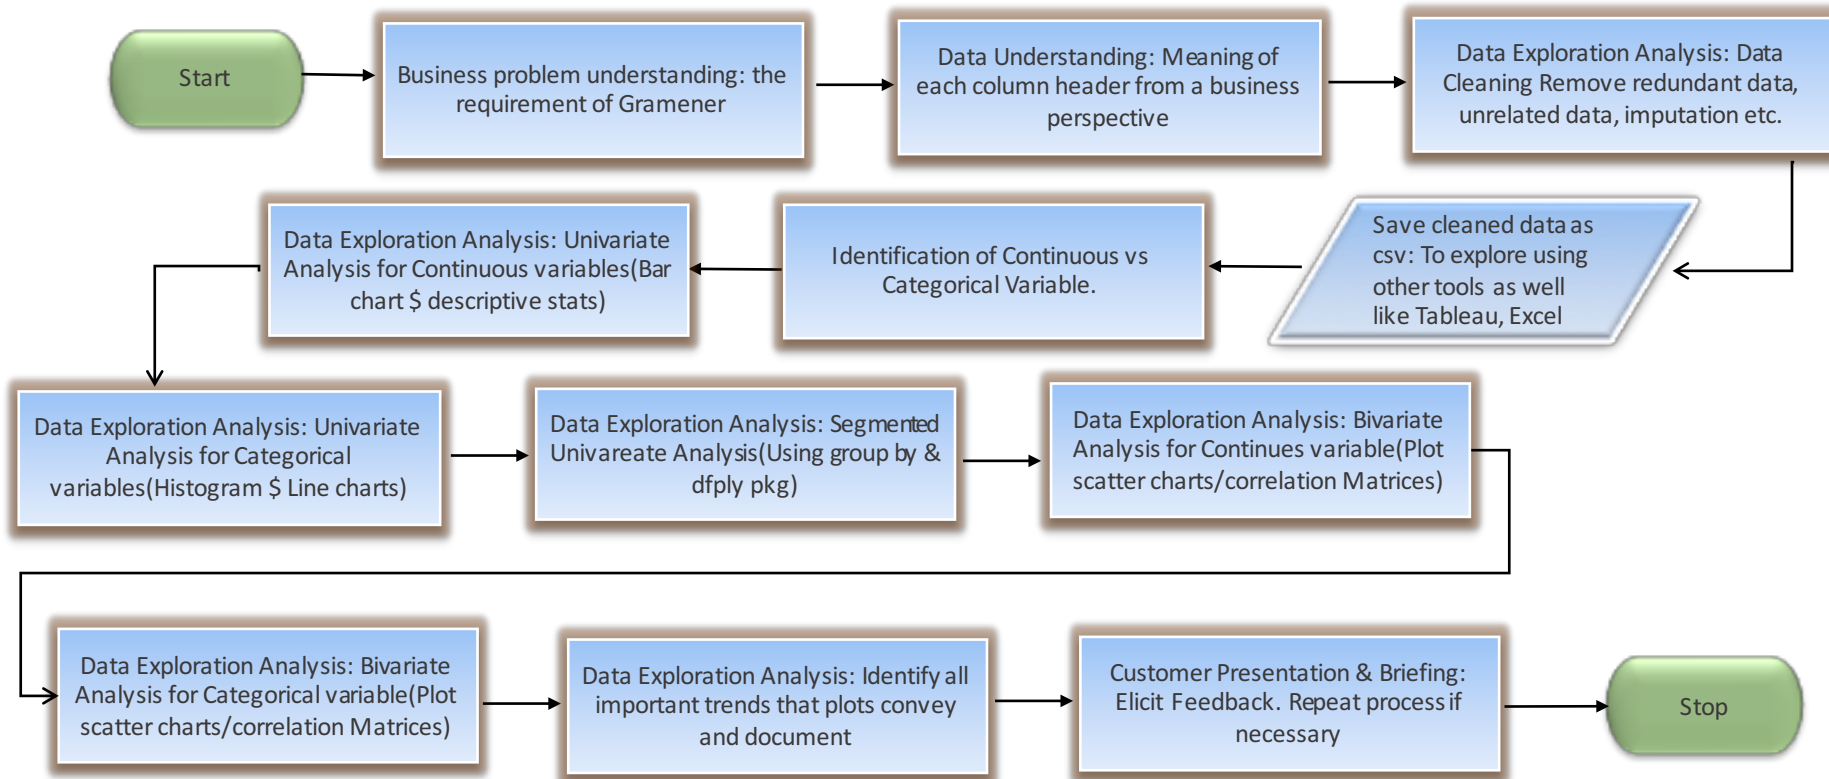 Start
Business problem understanding: the
requirement of Gramener
Data Understanding: Meaning of
each column header from a business
perspective
Data Exploration Analysis: Data
Cleaning Remove redundant data,
unrelated data, imputation etc.
Save cleaned data as
csv: To explore using
other tools as well
like Tableau, Excel
Identification of Continuous vs
Categorical Variable.
Data Exploration Analysis: Univariate
Analysis for Continuous variables(Bar
chart $ descriptive stats)
Data Exploration Analysis: Univariate
Analysis for Categorical
variables(Histogram $ Line charts)
Data Exploration Analysis: Segmented
Univareate Analysis(Using group by &
dfply pkg)
Data Exploration Analysis: Bivariate
Analysis for Continues variable(Plot
scatter charts/correlation Matrices)
Data Exploration Analysis: Bivariate
Analysis for Categorical variable(Plot
scatter charts/correlation Matrices)
Data Exploration Analysis: Identify all
important trends that plots convey
and document
Customer Presentation & Briefing:
Elicit Feedback. Repeat process if
necessary
Stop